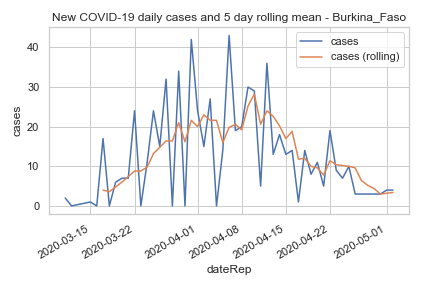 New COVID-19 daily cases and 5 day rolling mean - Burkina_Faso
cases
cases (rolling)
40
30
20
10
0
cases
2020-03-15
2020-03-22
2020-04-01
2020-04-08
2020-04-15
2020-04-22
2020-05-01
dateRep